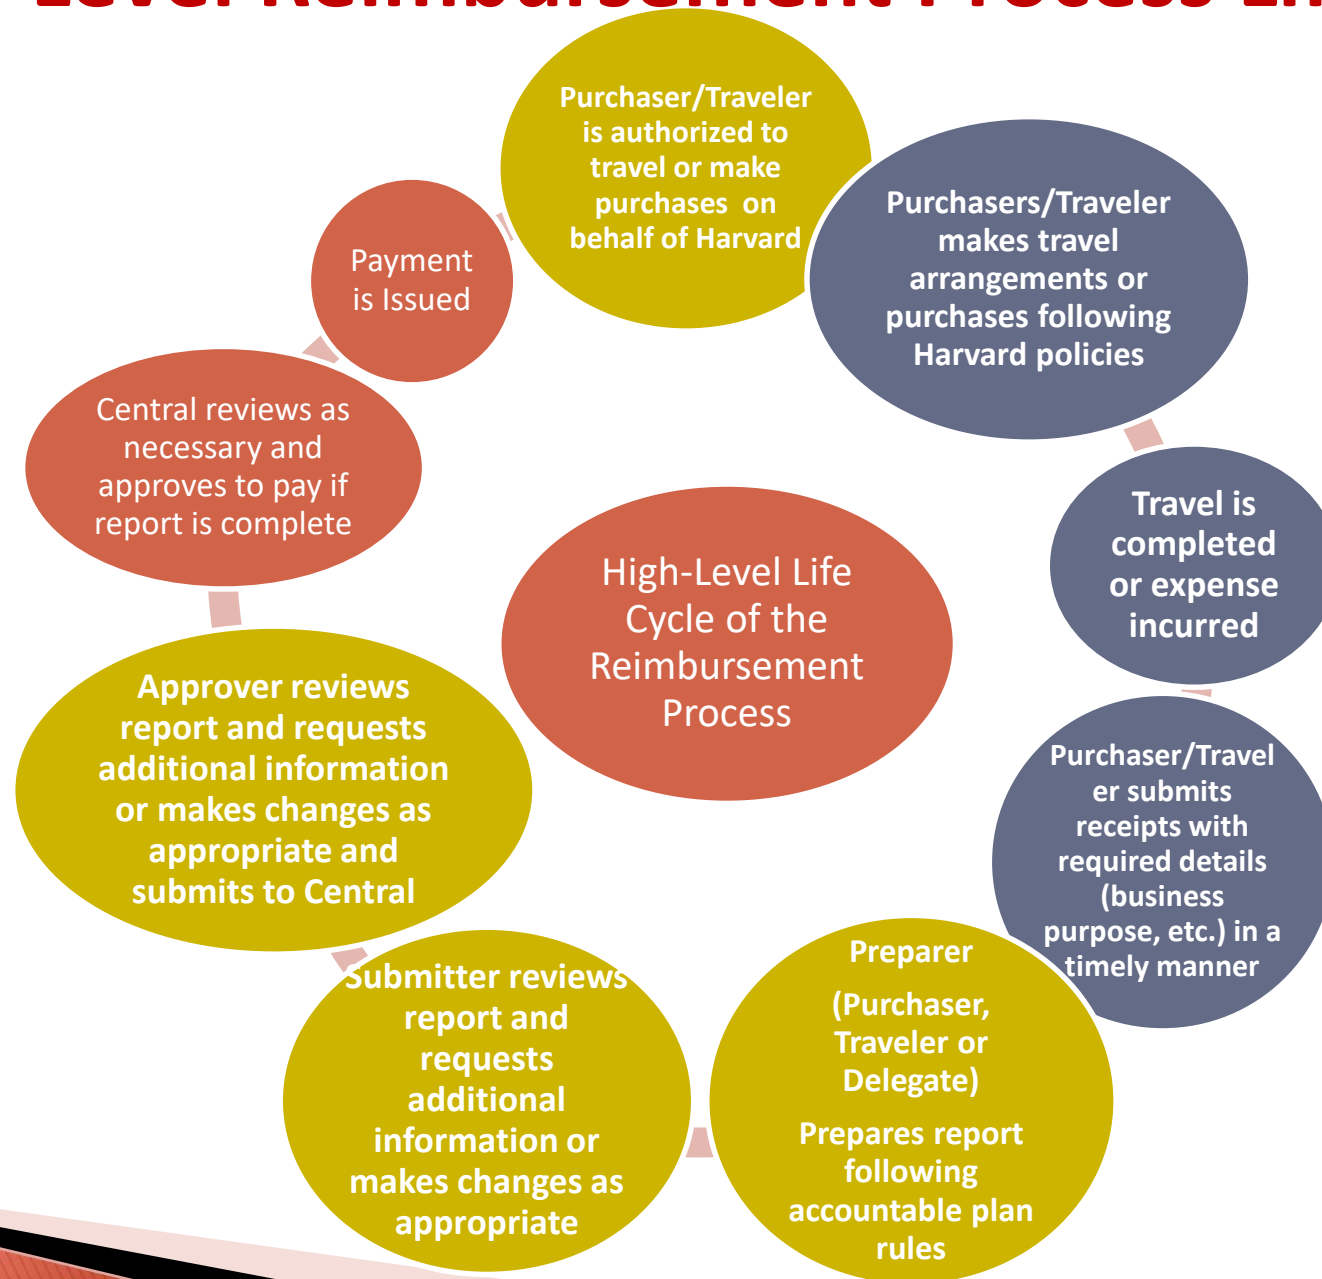 Level Reimbursement Process
Purchaser/Traveler
is authorized to
travel or make
purchases on
behalf of Harvard
Purchasers/Traveler
makes travel
arrangements or
purchases following
Harvard policies
Travel is
completed
or expense
incurred
Purchaser/Travel
er submits
receipts with
required details
(business
purpose, etc.) in a
timely manner
Preparer
(Purchaser,
Traveler or
Delegate)
Prepares report
following
accountable plan
rules
Submitter reviews
report and
requests
additional
information or
makes changes as
appropriate
Approver reviews
report and requests
additional information
or makes changes as
appropriate and
submits to Central
Central reviews as
necessary and
approves to pay if
report is complete
Payment
is Issued
High-Level Life
Cycle of the
Reimbursement
Process